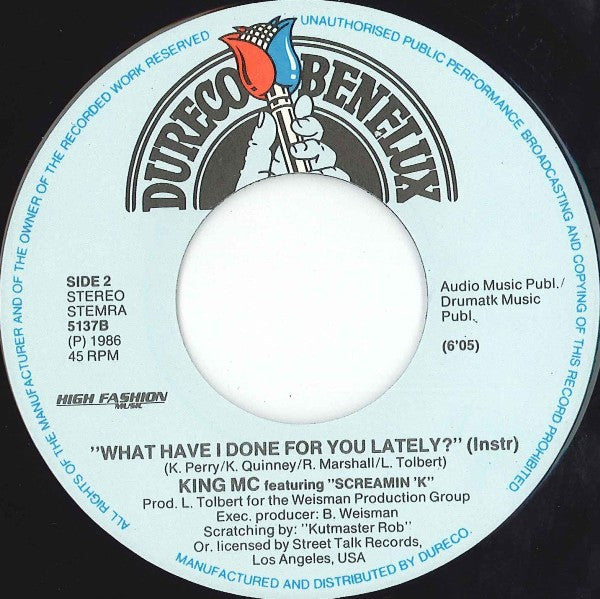 ALL RIGHTS OF THE MANUFACTURER AND OF THE OWNER OF THE RECORDED WORK RESERVED
UNAUTHORISED PUBLIC PERFORMANCE BROADCASTING AND COPYING OF THIS RECORD PROHIBITED
DURECO BENELUX
SIDE 2
STEREO
STEMRA
5137B
(P) 1986
45 RPM
Audio Music Publ./
Drumatk Music
Publ.
(6'05)
HIGH FASHION
MUSIC
"WHAT HAVE I DONE FOR YOU LATELY?" (Instr)
(K. Perry/K. Quinney/R. Marshall/L. Tolbert)
KING MC featuring "SCREAMIN 'K"
Prod. L. Tolbert for the Weisman Production Group
Exec. producer: B. Weisman
Scratching by: "Kutmaster Rob"
Or. licensed by Street Talk Records,
Los Angeles, USA
MANUFACTURED AND DISTRIBUTED BY DURECO.